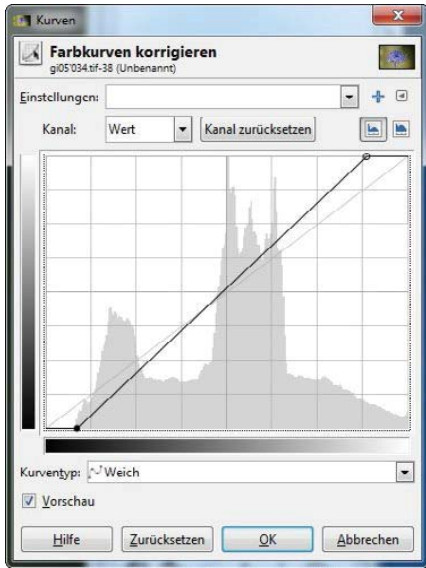 Kurven
Farbkurven korrigieren
gi05'034.tif-38 (Unbenannt)
Einstellungen:
Kanal: Wert Kanal zurücksetzen
Kurventyp: Weich
Vorschau
Hilfe Zurücksetzen OK Abbrechen